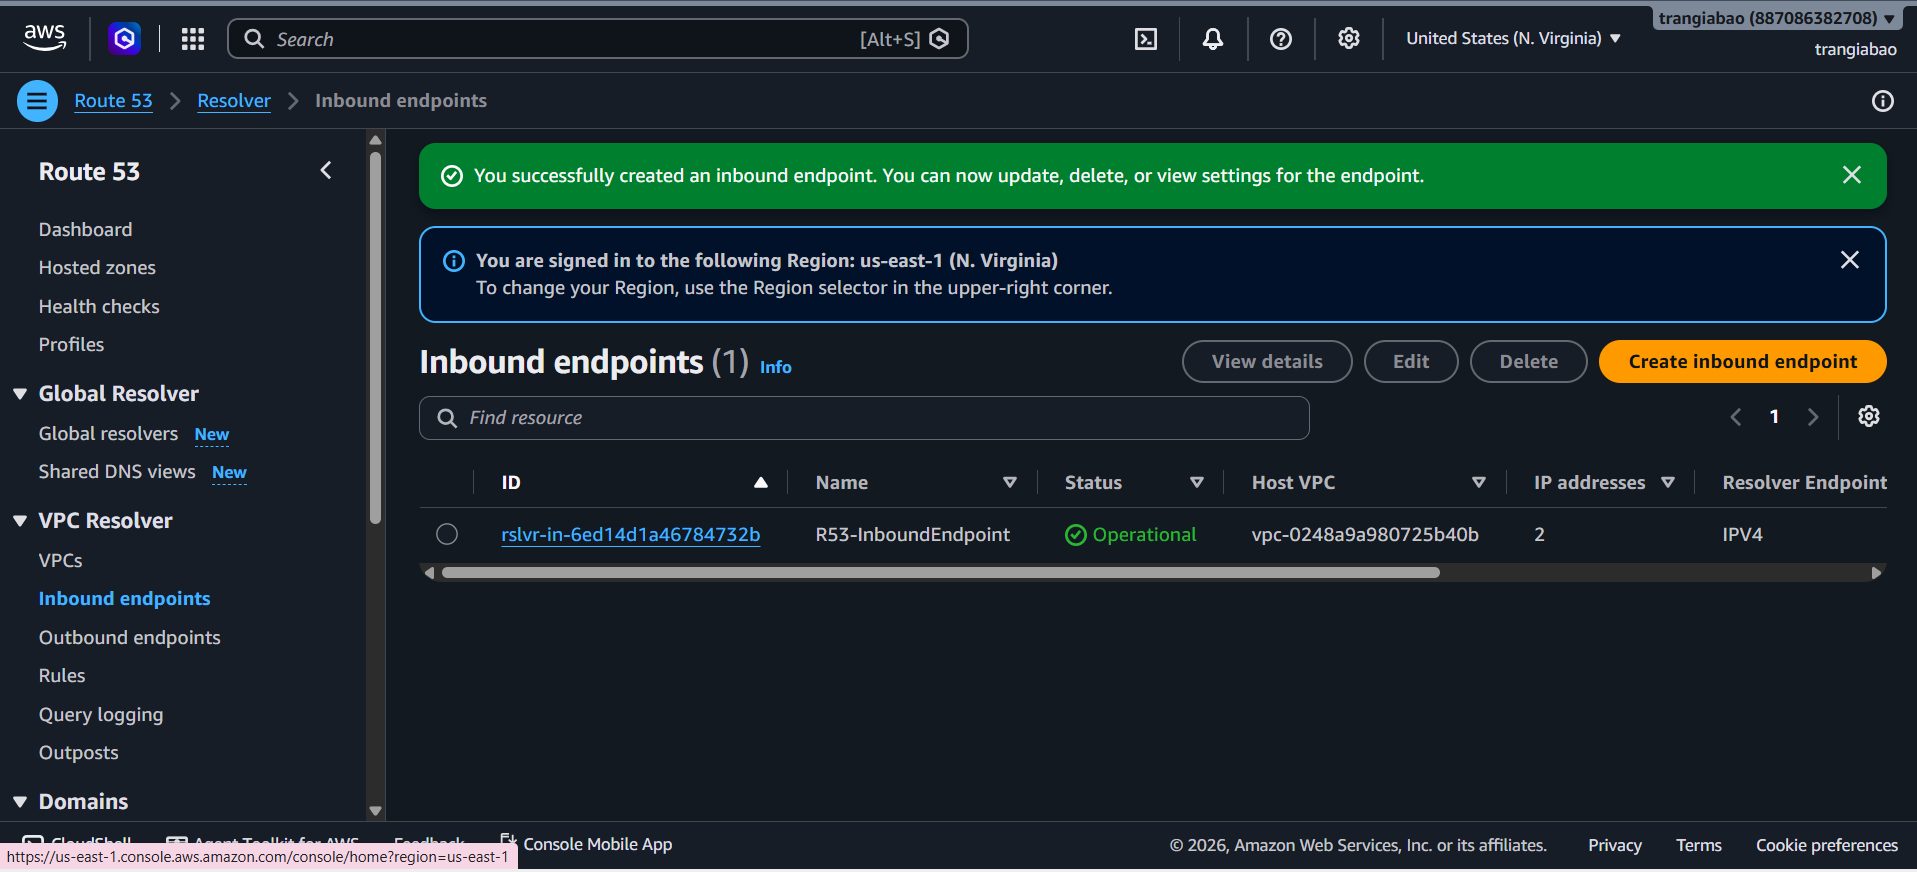 aws
Search [Alt+S]
United States (N. Virginia)
trangiabao (887086382708)
trangiabao
Route 53
Resolver
Inbound endpoints
Route 53
Dashboard
Hosted zones
Health checks
Profiles
Global Resolver
Global resolvers New
Shared DNS views New
VPC Resolver
VPCs
Inbound endpoints
Outbound endpoints
Rules
Query logging
Outposts
Domains
You successfully created an inbound endpoint. You can now update, delete, or view settings for the endpoint.
You are signed in to the following Region: us-east-1 (N. Virginia)
To change your Region, use the Region selector in the upper-right corner.
Inbound endpoints (1) Info
View details
Edit
Delete
Create inbound endpoint
Find resource
1
ID Name Status Host VPC IP addresses Resolver Endpoint
rslvr-in-6ed14d1a46784732b R53-InboundEndpoint Operational vpc-0248a9a980725b40b 2 IPV4
CloudShell Agent Toolkit for AWS Feedback Console Mobile App
© 2026, Amazon Web Services, Inc. or its affiliates. Privacy Terms Cookie preferences
https://us-east-1.console.aws.amazon.com/console/home?region=us-east-1